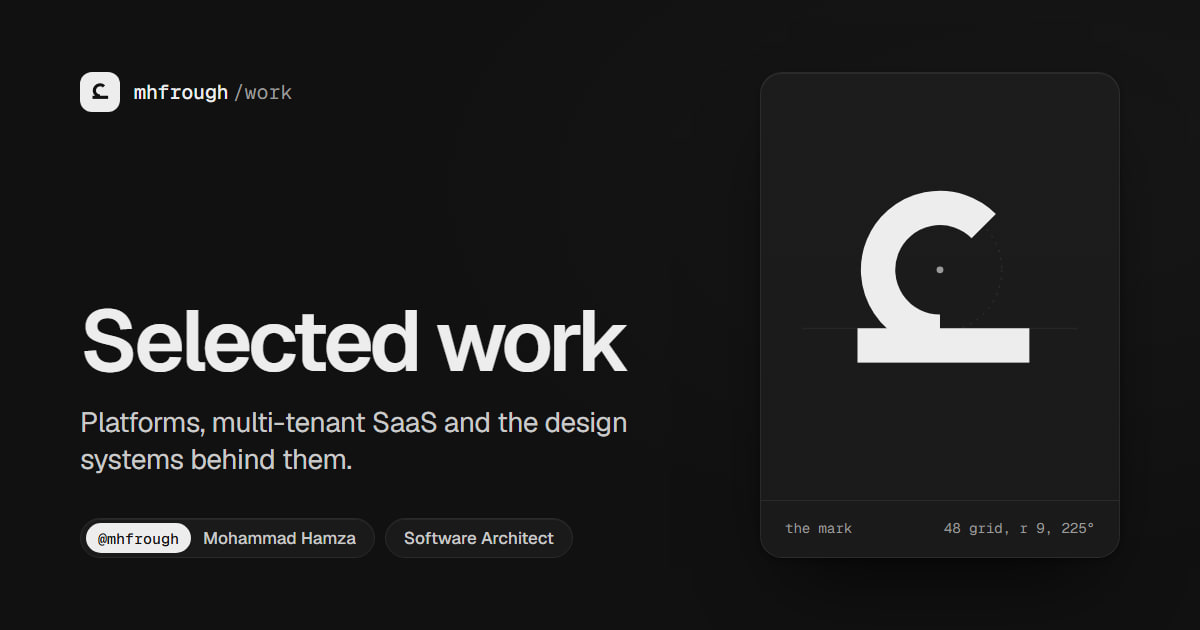 mhfrough /work
Selected work
Platforms, multi-tenant SaaS and the design
systems behind them.
@mhfrough Mohammad Hamza
Software Architect
the mark
48 grid, r 9, 225°